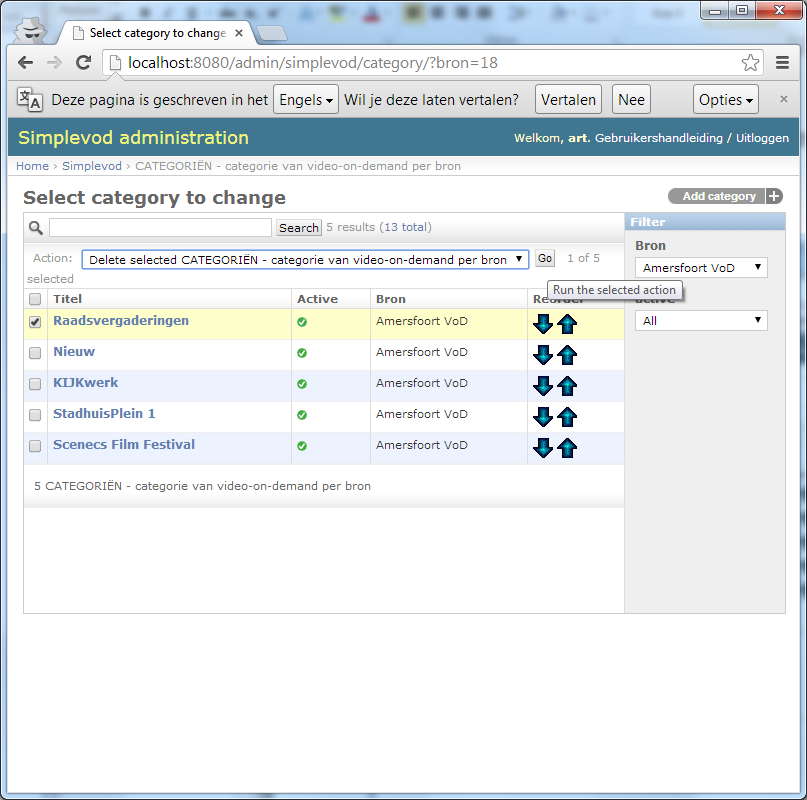 Select category to change
localhost:8080/admin/simplevod/category/?bron=18
Deze pagina is geschreven in het Engels Wil je deze laten vertalen? Vertalen Nee Opties
Simplevod administration
Welkom, art. Gebruikershandleiding / Uitloggen
Home › Simplevod › CATEGORIËN - categorie van video-on-demand per bron
Select category to change
Add category
Search 5 results (13 total)
Action: Delete selected CATEGORIËN - categorie van video-on-demand per bron Go 1 of 5
selected
Run the selected action
Titel Active Bron Reorder
Raadsvergaderingen Amersfoort VoD
Nieuw Amersfoort VoD
KIJKwerk Amersfoort VoD
StadhuisPlein 1 Amersfoort VoD
Scenecs Film Festival Amersfoort VoD
5 CATEGORIËN - categorie van video-on-demand per bron
Filter
Bron
Amersfoort VoD
active
All